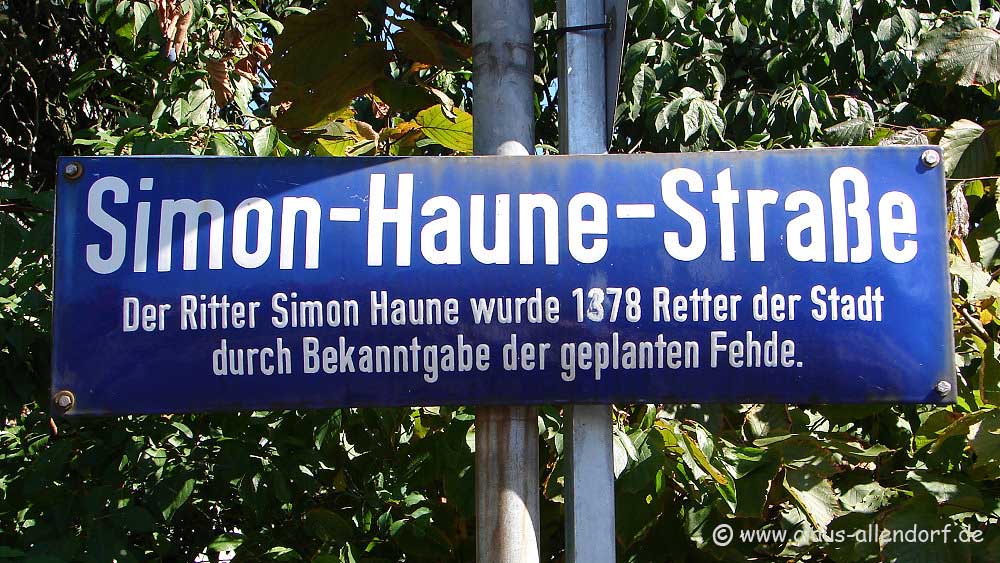 Simon-Haune-Straße
Der Ritter Simon Haune wurde 1378 Retter der Stadt
durch Bekanntgabe der geplanten Fehde.
©www.claus-allendorf.de